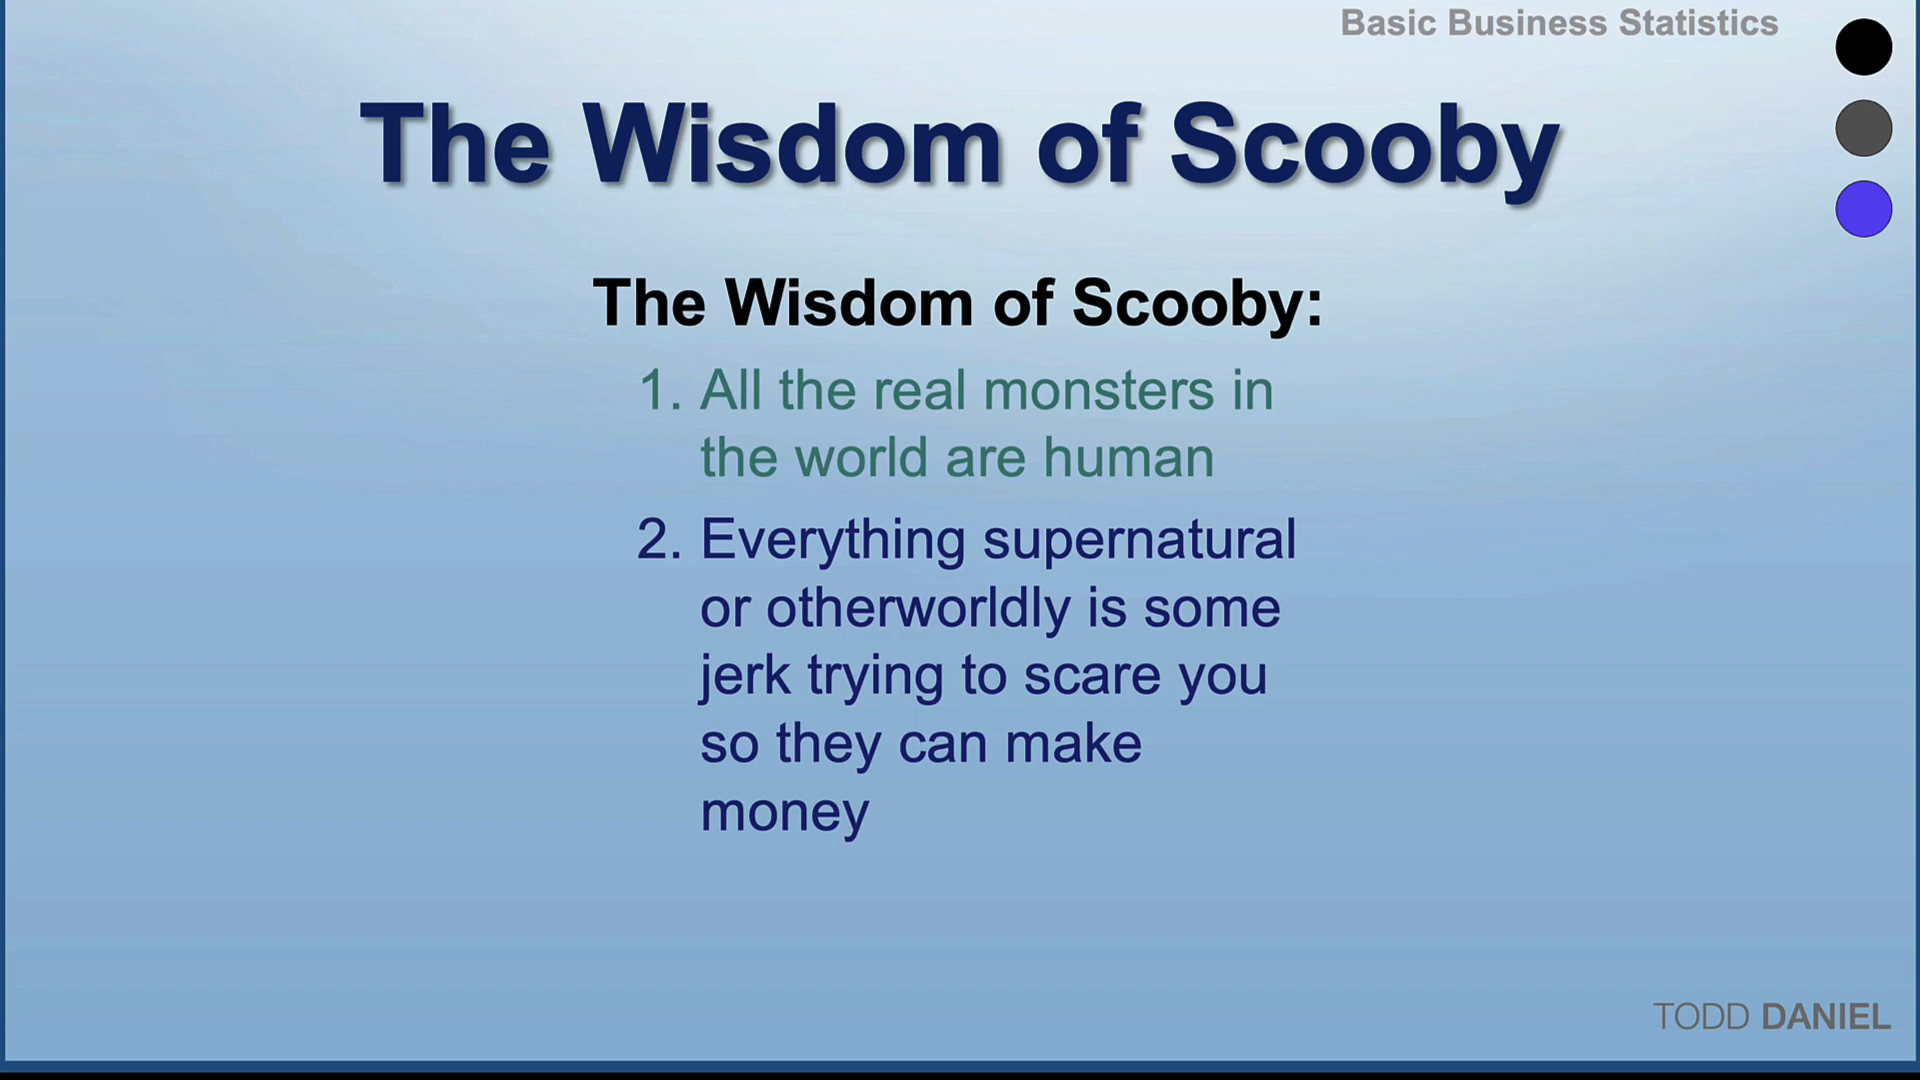 Basic Business Statistics
The Wisdom of Scooby
The Wisdom of Scooby:
1. All the real monsters in
the world are human
2. Everything supernatural
or otherworldly is some
jerk trying to scare you
so they can make
money
TODD DANIEL